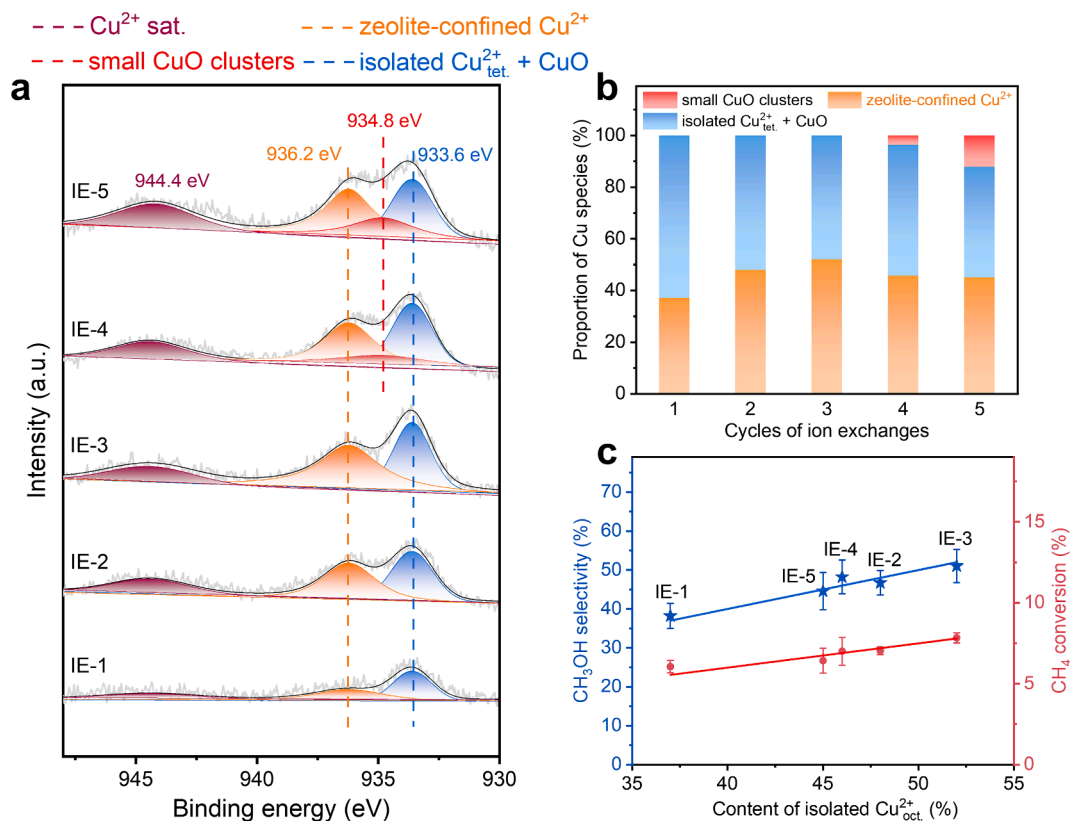 Cu²⁺ sat. zeolite-confined Cu²⁺
small CuO clusters isolated Cu²⁺tet. + CuO
a
934.8 eV
936.2 eV 933.6 eV
944.4 eV
IE-5
IE-4
IE-3
IE-2
IE-1
Intensity (a.u.)
945 940 935 930
Binding energy (eV)
b
small CuO clusters zeolite-confined Cu²⁺
isolated Cu²⁺tet. + CuO
100
80
60
40
20
0
Proportion of Cu species (%)
1 2 3 4 5
Cycles of ion exchanges
c
70
60
50
40
30
20
10
0
CH₃OH selectivity (%)
IE-1
IE-5
IE-4
IE-2
IE-3
15
10
5
0
CH₄ conversion (%)
35 40 45 50 55
Content of isolated Cu²⁺oct. (%)